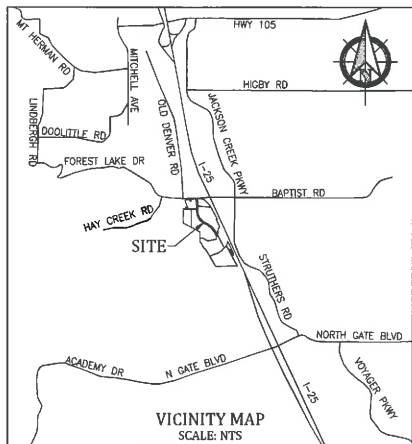 HWY 105
MT HERMAN RD
MITCHELL AVE
HIGBY RD
LINDBERGH RD
DOOLITTLE RD
OLD DENVER RD
JACKSON CREEK PKWY
FOREST LAKE DR
I-25
BAPTIST RD
HAY CREEK RD
SITE
STRUTHERS RD
NORTH GATE BLVD
ACADEMY DR
N GATE BLVD
I-25
VOYAGER PKWY
VICINITY MAP
SCALE: NTS